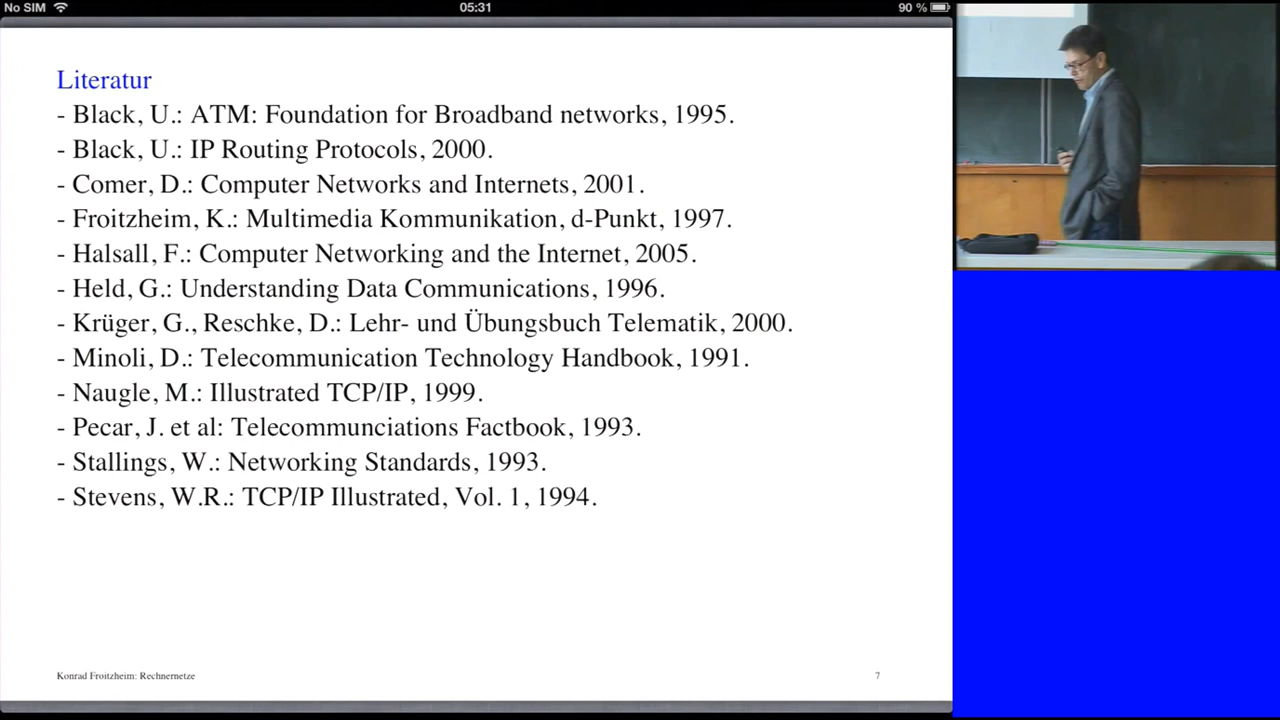 No SIM 05:31 90 %
Literatur
- Black, U.: ATM: Foundation for Broadband networks, 1995.
- Black, U.: IP Routing Protocols, 2000.
- Comer, D.: Computer Networks and Internets, 2001.
- Froitzheim, K.: Multimedia Kommunikation, d-Punkt, 1997.
- Halsall, F.: Computer Networking and the Internet, 2005.
- Held, G.: Understanding Data Communications, 1996.
- Krüger, G., Reschke, D.: Lehr- und Übungsbuch Telematik, 2000.
- Minoli, D.: Telecommunication Technology Handbook, 1991.
- Naugle, M.: Illustrated TCP/IP, 1999.
- Pecar, J. et al: Telecommunciations Factbook, 1993.
- Stallings, W.: Networking Standards, 1993.
- Stevens, W.R.: TCP/IP Illustrated, Vol. 1, 1994.
Konrad Froitzheim: Rechnernetze 7